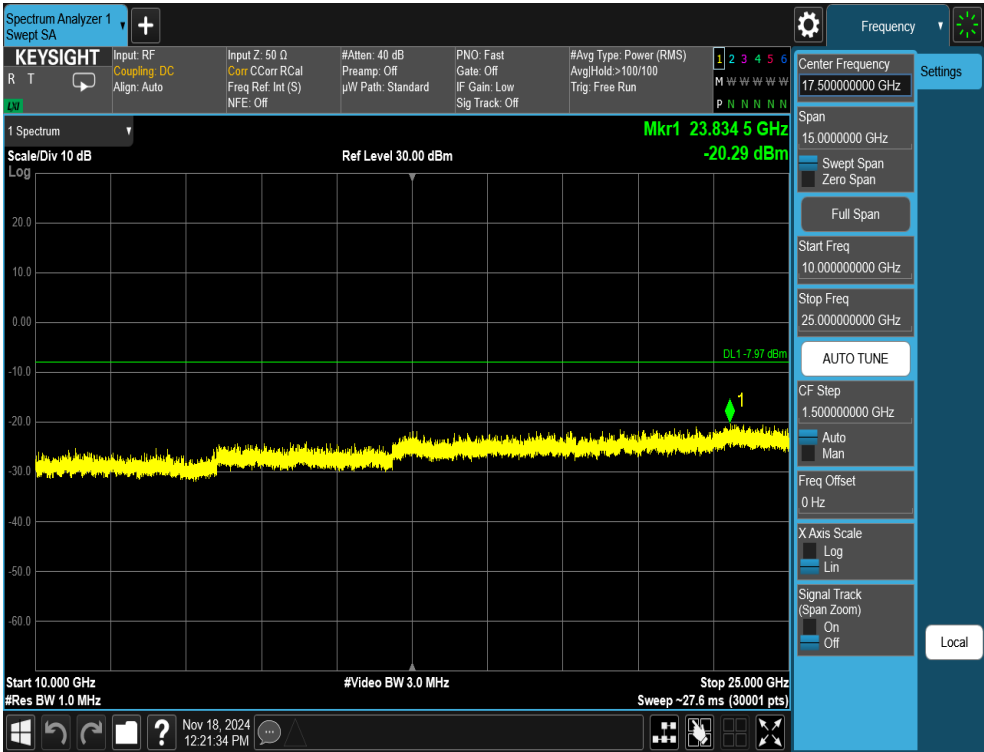 Spectrum Analyzer 1
Swept SA
Frequency
KEYSIGHT
R T
LXI
Input: RF
Coupling: DC
Align: Auto
Input Z: 50 Ω
Corr CCorr RCal
Freq Ref: Int (S)
NFE: Off
#Atten: 40 dB
Preamp: Off
µW Path: Standard
PNO: Fast
Gate: Off
IF Gain: Low
Sig Track: Off
#Avg Type: Power (RMS)
Avg|Hold:>100/100
Trig: Free Run
1 2 3 4 5 6
M W W W W W
P N N N N N
1 Spectrum
Scale/Div 10 dB
Log
Ref Level 30.00 dBm
Mkr1 23.834 5 GHz
-20.29 dBm
20.0
10.0
0.00
-10.0
-20.0
-30.0
-40.0
-50.0
-60.0
DL1 -7.97 dBm
1
Start 10.000 GHz
#Video BW 3.0 MHz
Stop 25.000 GHz
#Res BW 1.0 MHz
Sweep ~27.6 ms (30001 pts)
Center Frequency
17.500000000 GHz
Span
15.0000000 GHz
Swept Span
Zero Span
Full Span
Start Freq
10.000000000 GHz
Stop Freq
25.000000000 GHz
AUTO TUNE
CF Step
1.500000000 GHz
Auto
Man
Freq Offset
0 Hz
X Axis Scale
Log
Lin
Signal Track
(Span Zoom)
On
Off
Settings
Local
?
Nov 18, 2024
12:21:34 PM